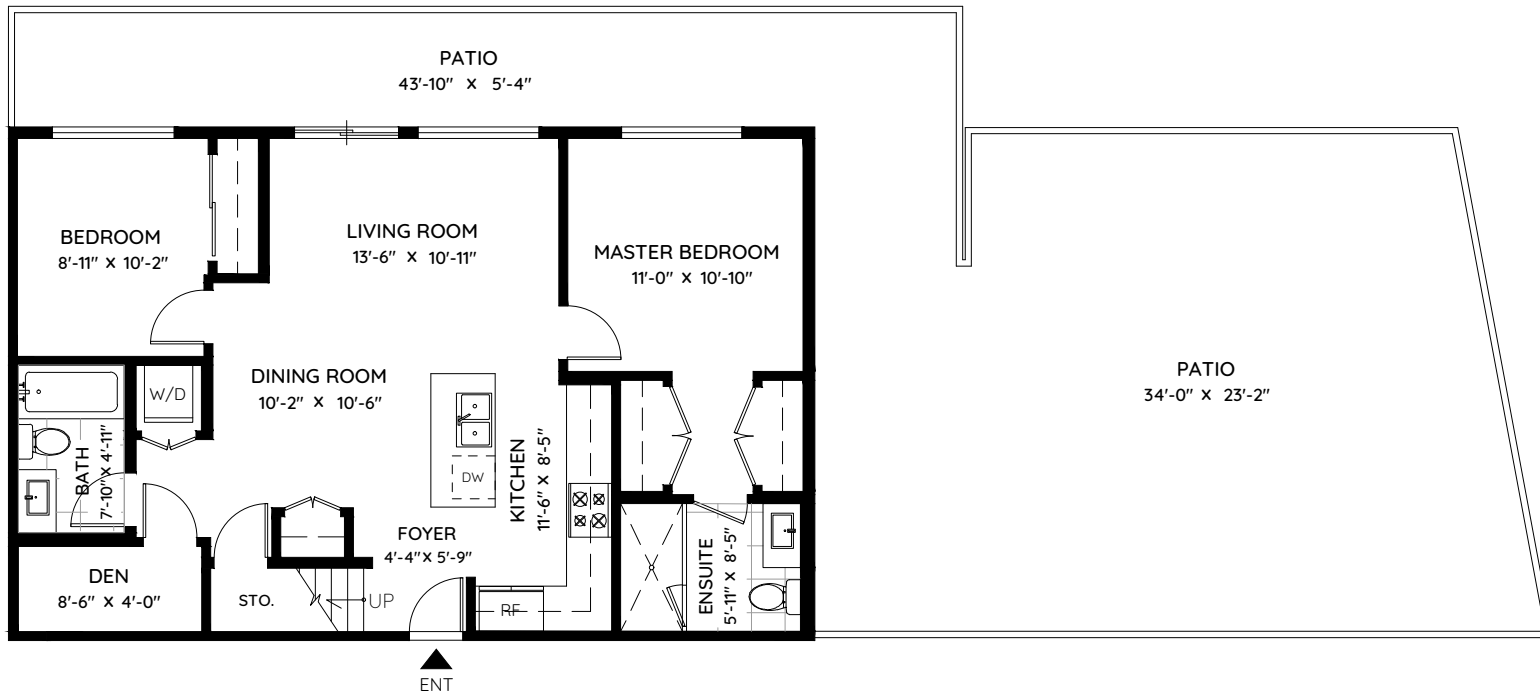 PATIO
43'-10" X 5'-4"
BEDROOM
8'-11" X 10'-2"
LIVING ROOM
13'-6" X 10'-11"
MASTER BEDROOM
11'-0" X 10'-10"
PATIO
34'-0" X 23'-2"
DINING ROOM
10'-2" X 10'-6"
W/D
BATH
7'-10" X 4'-11"
DW
KITCHEN
11'-6" X 8'-5"
FOYER
4'-4" X 5'-9"
DEN
8'-6" X 4'-0"
STO.
UP
RF
ENSUITE
5'-11" X 8'-5"
ENT